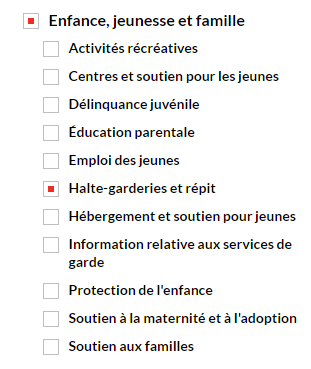 Enfance, jeunesse et famille
Activités récréatives
Centres et soutien pour les jeunes
Délinquance juvénile
Éducation parentale
Emploi des jeunes
Halte-garderies et répit
Hébergement et soutien pour jeunes
Information relative aux services de
garde
Protection de l'enfance
Soutien à la maternité et à l'adoption
Soutien aux familles